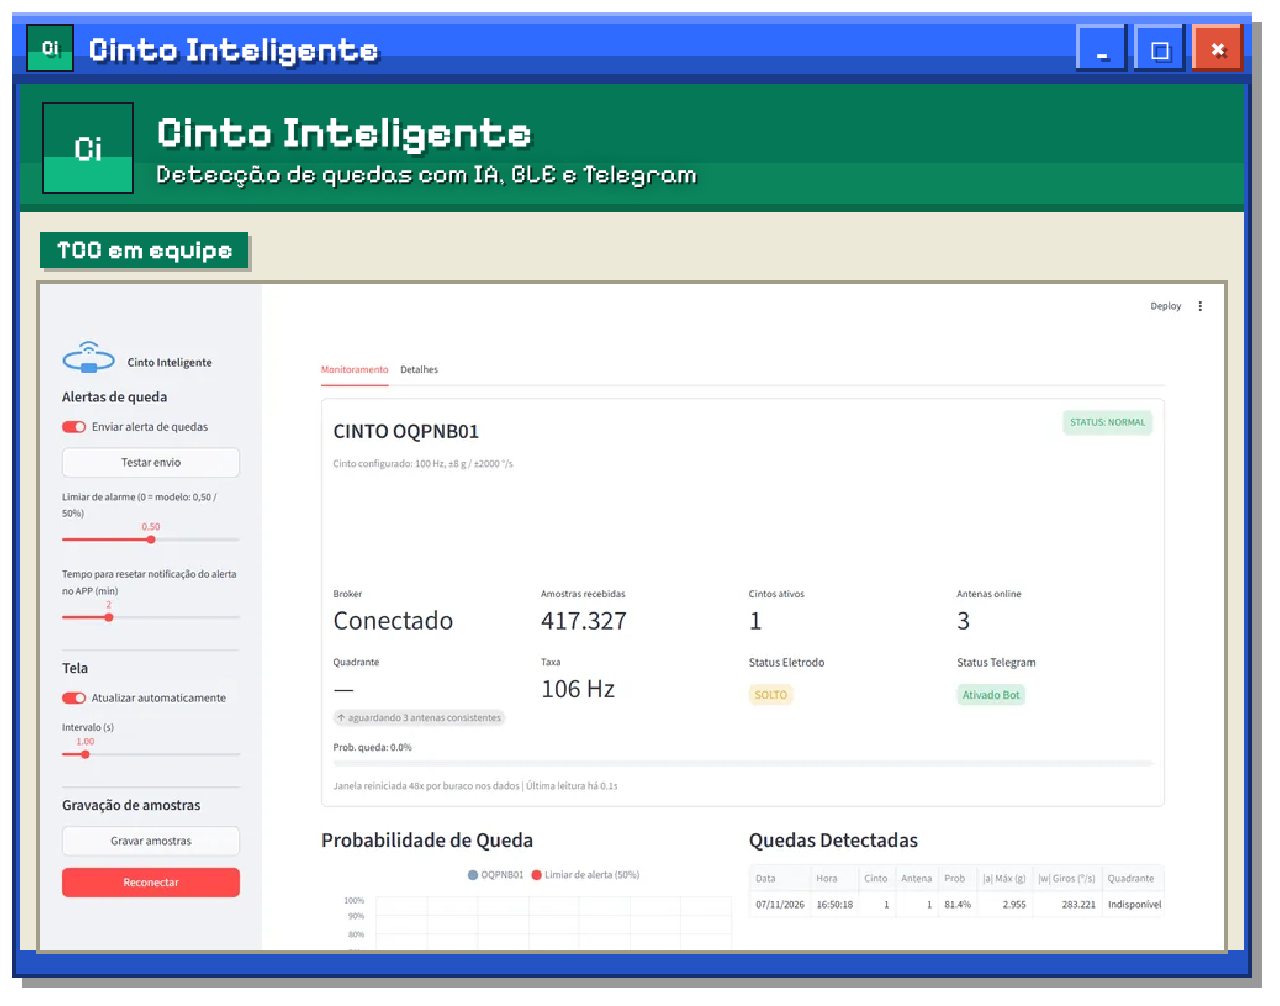 Ci Cinto Inteligente
Ci
Cinto Inteligente
Detecção de quedas com IA, BLE e Telegram
TCC em equipe
Deploy
Cinto Inteligente
Alertas de queda
Enviar alerta de quedas
Testar envio
Limiar de alarme (0 = modelo: 0,50 /
50%)
0.50
Tempo para resetar notificação do alerta
no APP (min)
2
Tela
Atualizar automaticamente
Intervalo (s)
1.00
Gravação de amostras
Gravar amostras
Reconectar
Monitoramento Detalhes
CINTO OQPNB01
STATUS: NORMAL
Cinto configurado: 100 Hz, ±8 g / ±2000 °/s
Broker Amostras recebidas Cintos ativos Antenas online
Conectado 417.327 1 3
Quadrante Taxa Status Eletrodo Status Telegram
— 106 Hz SOLTO Ativado Bot
↑ aguardando 3 antenas consistentes
Prob. queda: 0.0%
Janela reiniciada 48x por buraco nos dados | Última leitura há 0.1s
Probabilidade de Queda
OQPNB01 Limiar de alerta (50%)
100%
90%
80%
Quedas Detectadas
Data Hora Cinto Antena Prob |a| Máx (g) |w| Giros (°/s) Quadrante
07/11/2026 16:50:18 1 1 81.4% 2.955 283.221 Indisponível